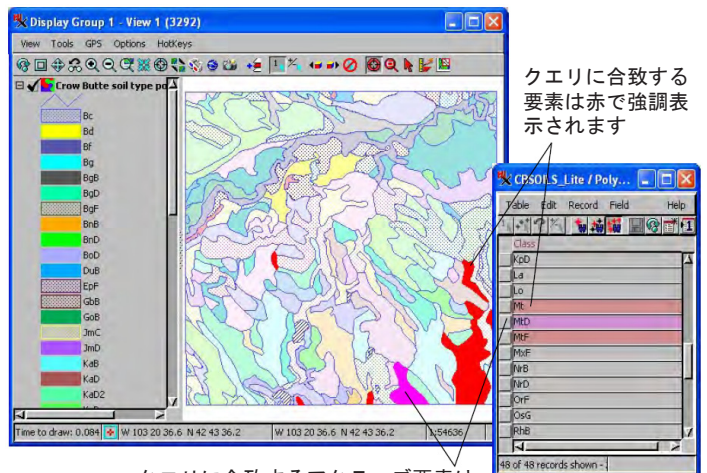 Display Group 1 - View 1 (3292)
View Tools GPS Options HotKeys
Crow Butte soil type po
Bc
Bd
Bf
Bg
BgB
BgD
BgF
BnB
BnD
BoD
DuB
EpF
GbB
GoB
JmC
JmD
KaB
KaD
KaD2
Time to draw: 0.084 W 103 20 36.6 N 42 43 36.2 W 103 20 36.6 N 42 43 36.2 1:54636
クエリに合致する
要素は赤で強調表
示されます
CBSOILS_Lite / Poly...
Table Edit Record Field Help
Class
KpD
La
Lo
Mt
MtD
MtF
MxF
NrB
NrD
OrF
OsG
RhB
48 of 48 records shown -